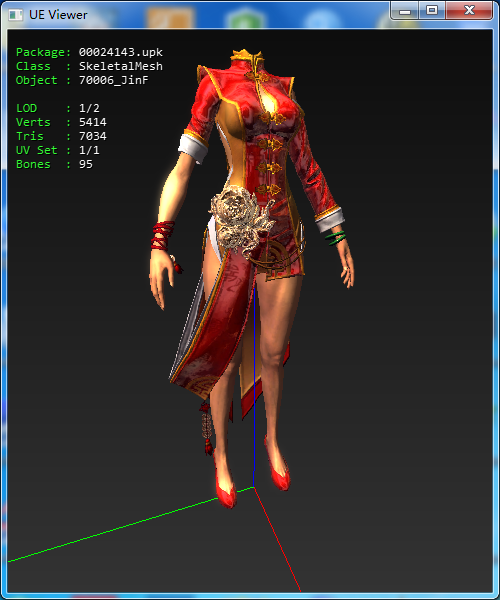 UE Viewer
Package: 00024143.upk
Class : SkeletalMesh
Object : 70006_JinF
LOD : 1/2
Verts : 5414
Tris : 7034
UV Set : 1/1
Bones : 95